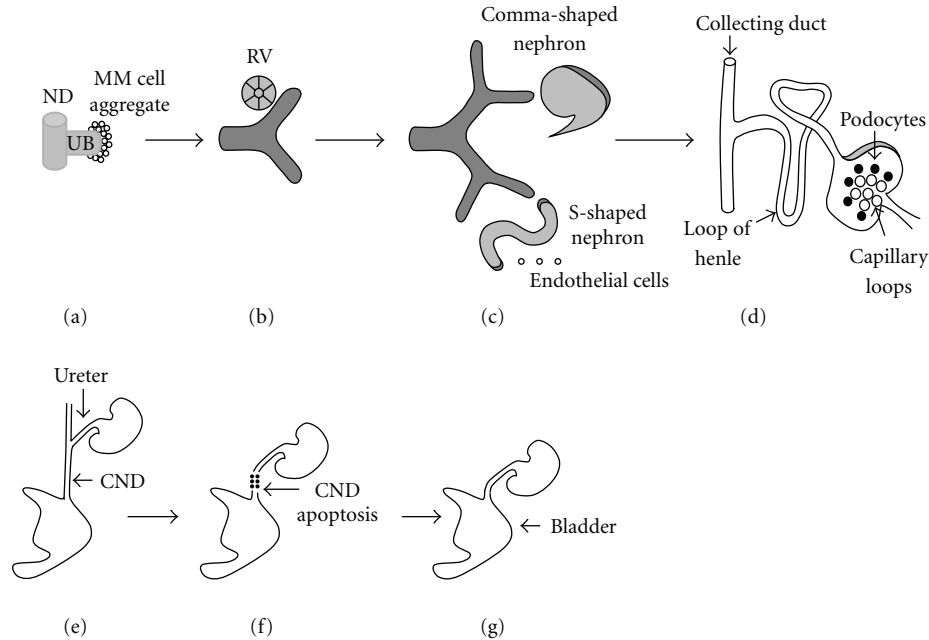 ND
MM cell
aggregate
UB
(a)
RV
(b)
Comma-shaped
nephron
S-shaped
nephron
Endothelial cells
(c)
Collecting duct
Podocytes
Loop of
henle
Capillary
loops
(d)
Ureter
CND
(e)
CND
apoptosis
(f)
Bladder
(g)